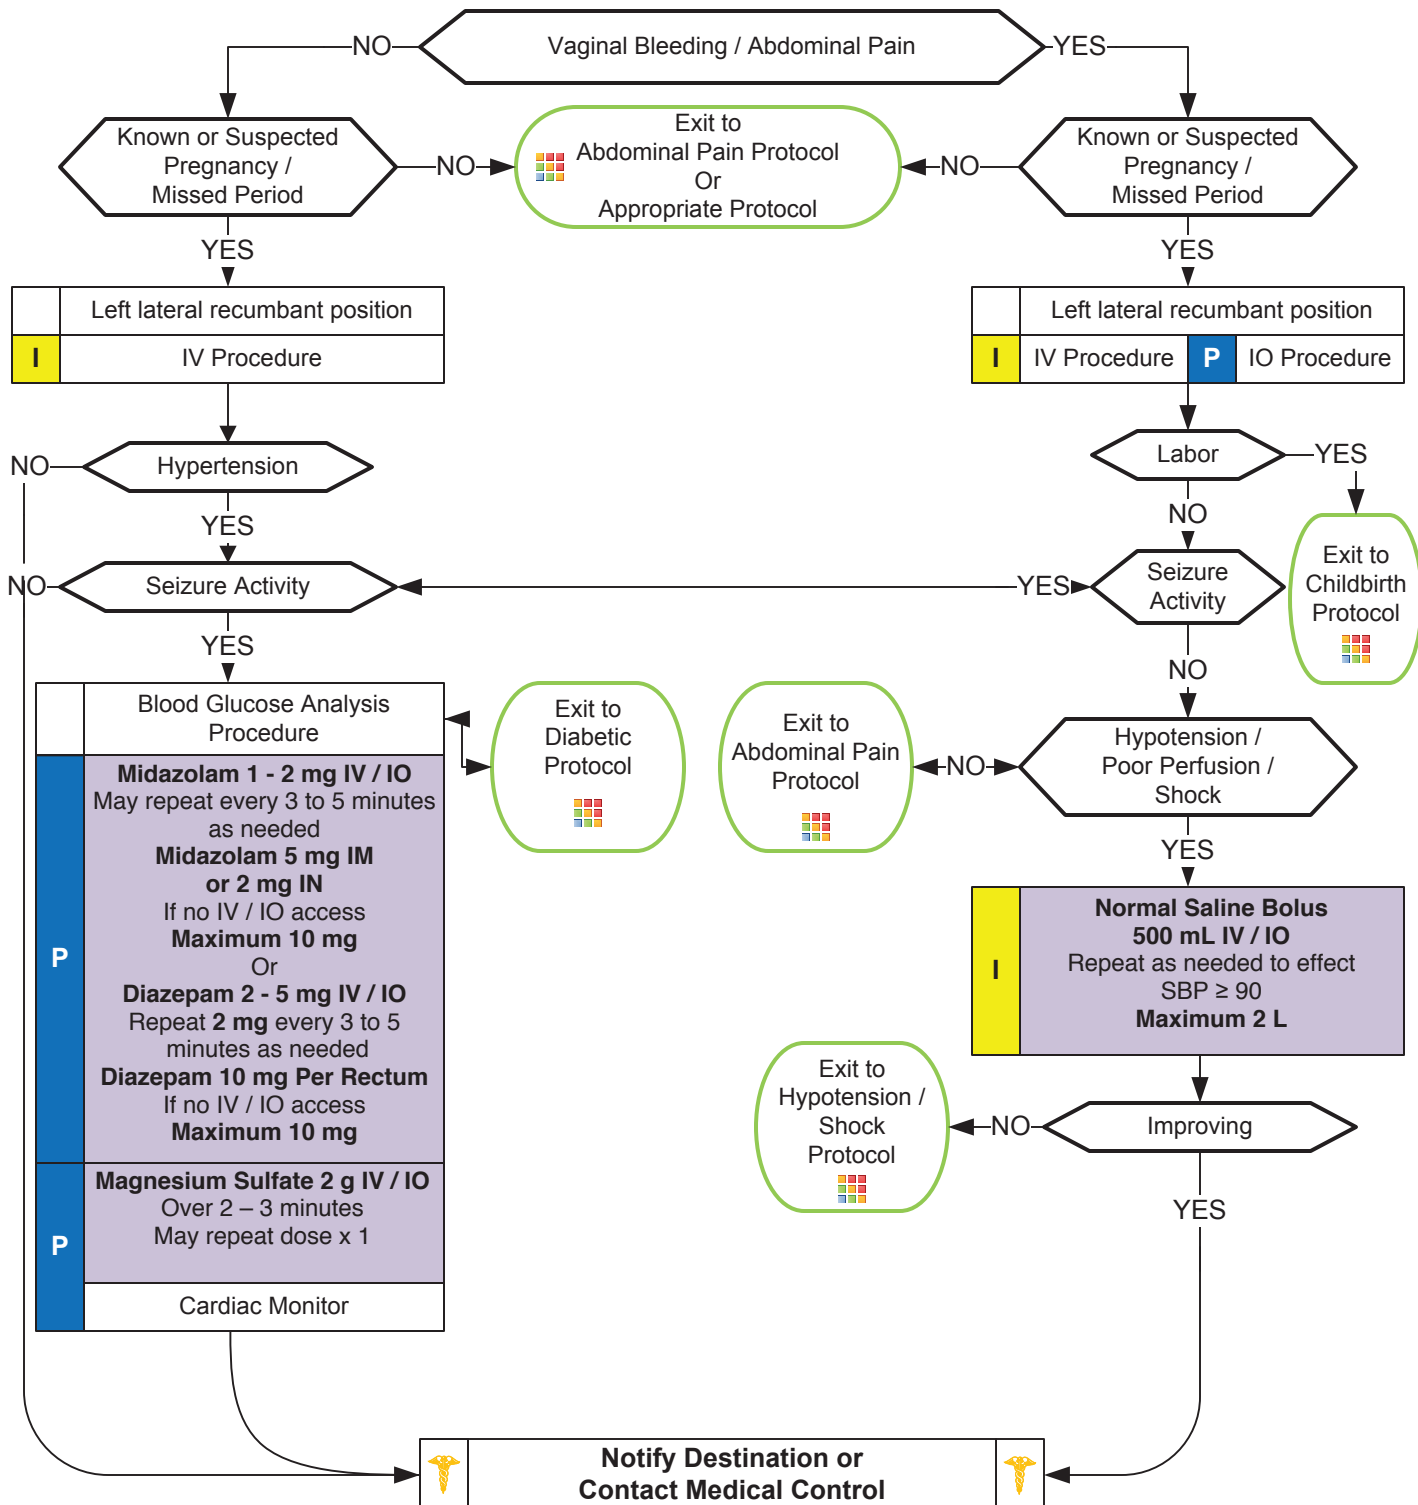 NO
Vaginal Bleeding / Abdominal Pain
YES
Known or Suspected
Pregnancy /
Missed Period
NO
Exit to
Abdominal Pain Protocol
Or
Appropriate Protocol
NO
Known or Suspected
Pregnancy /
Missed Period
YES
YES
Left lateral recumbant position
I
IV Procedure
Left lateral recumbant position
I
IV Procedure
P
IO Procedure
NO
Hypertension
YES
Labor
YES
NO
Exit to
Childbirth
Protocol
NO
Seizure Activity
YES
Seizure
Activity
YES
NO
Blood Glucose Analysis
Procedure
Exit to
Diabetic
Protocol
Exit to
Abdominal Pain
Protocol
NO
Hypotension /
Poor Perfusion /
Shock
YES
P
Midazolam 1 - 2 mg IV / IO
May repeat every 3 to 5 minutes
as needed
Midazolam 5 mg IM
or 2 mg IN
If no IV / IO access
Maximum 10 mg
Or
Diazepam 2 - 5 mg IV / IO
Repeat 2 mg every 3 to 5
minutes as needed
Diazepam 10 mg Per Rectum
If no IV / IO access
Maximum 10 mg
I
Normal Saline Bolus
500 mL IV / IO
Repeat as needed to effect
SBP ≥ 90
Maximum 2 L
Exit to
Hypotension /
Shock
Protocol
NO
Improving
YES
P
Magnesium Sulfate 2 g IV / IO
Over 2 – 3 minutes
May repeat dose x 1
Cardiac Monitor
Notify Destination or
Contact Medical Control